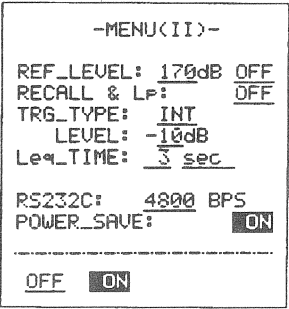 -MENU(II)-
REF_LEVEL: 170dB OFF
RECALL & Lp: OFF
TRG_TYPE: INT
LEVEL: -10dB
Leq_TIME: 3 sec
RS232C: 4800 BPS
POWER_SAVE: ON
OFF ON